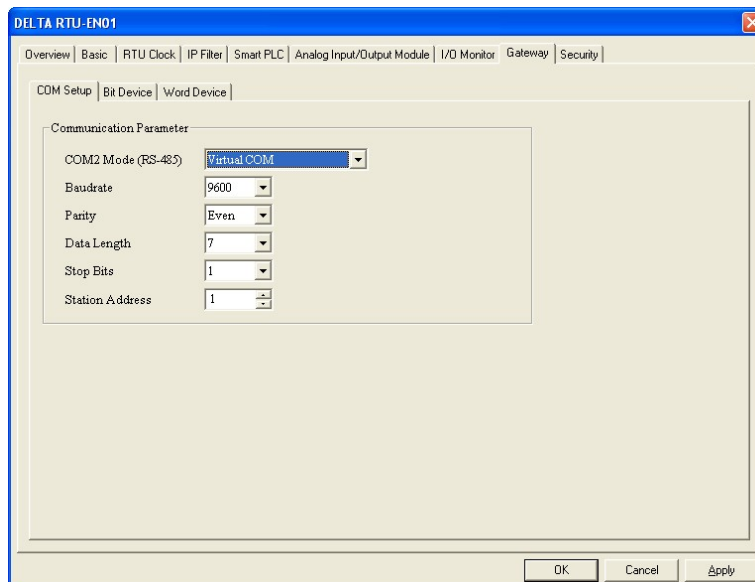 DELTA RTU-EN01
Overview Basic RTU Clock IP Filter Smart PLC Analog Input/Output Module I/O Monitor Gateway Security
COM Setup Bit Device Word Device
Communication Parameter
COM2 Mode (RS-485) Virtual COM
Baudrate 9600
Parity Even
Data Length 7
Stop Bits 1
Station Address 1
OK Cancel Apply